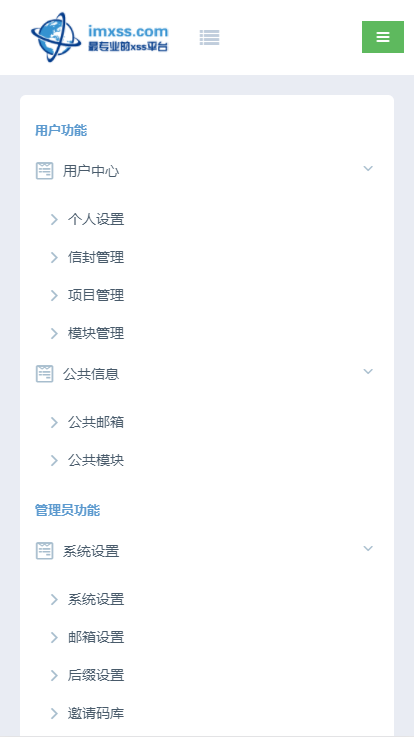 imxss.com
最专业的xss平台
用户功能
用户中心
个人设置
信封管理
项目管理
模块管理
公共信息
公共邮箱
公共模块
管理员功能
系统设置
系统设置
邮箱设置
后缀设置
邀请码库